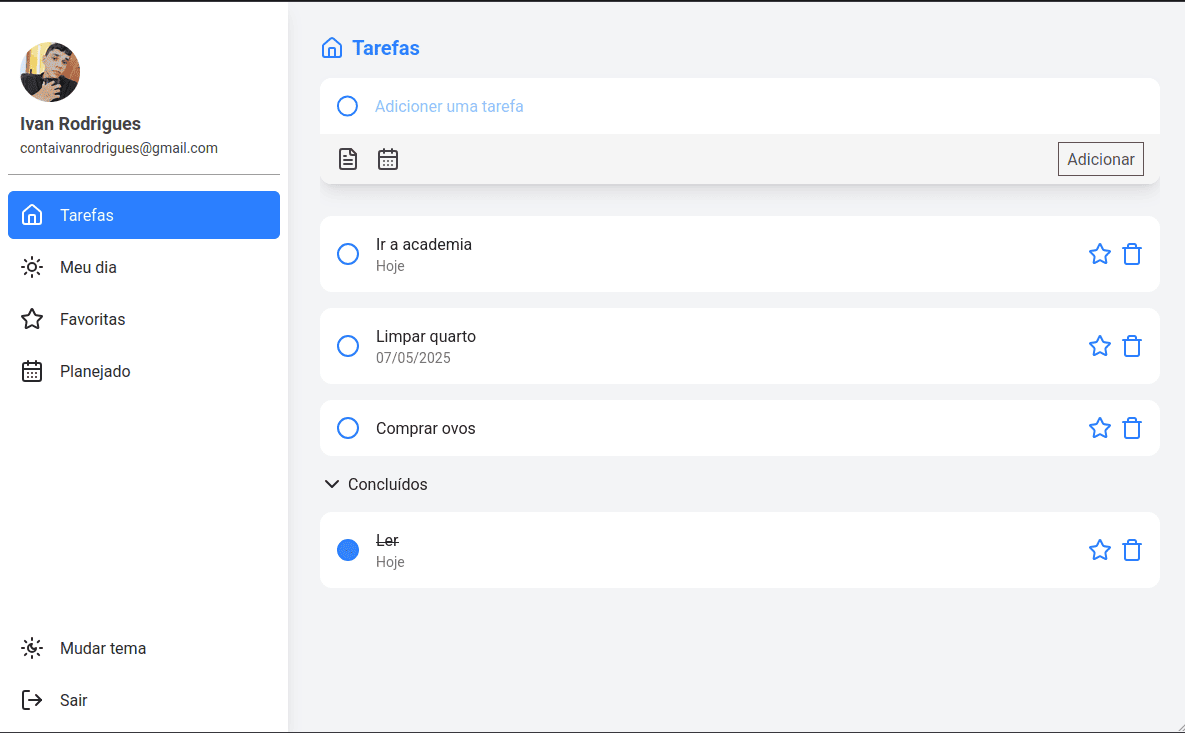 Ivan Rodrigues
contaivanrodrigues@gmail.com
Tarefas
Meu dia
Favoritas
Planejado
Mudar tema
Sair
Tarefas
Adicioner uma tarefa
Adicionar
Ir a academia
Hoje
Limpar quarto
07/05/2025
Comprar ovos
Concluídos
Ler
Hoje